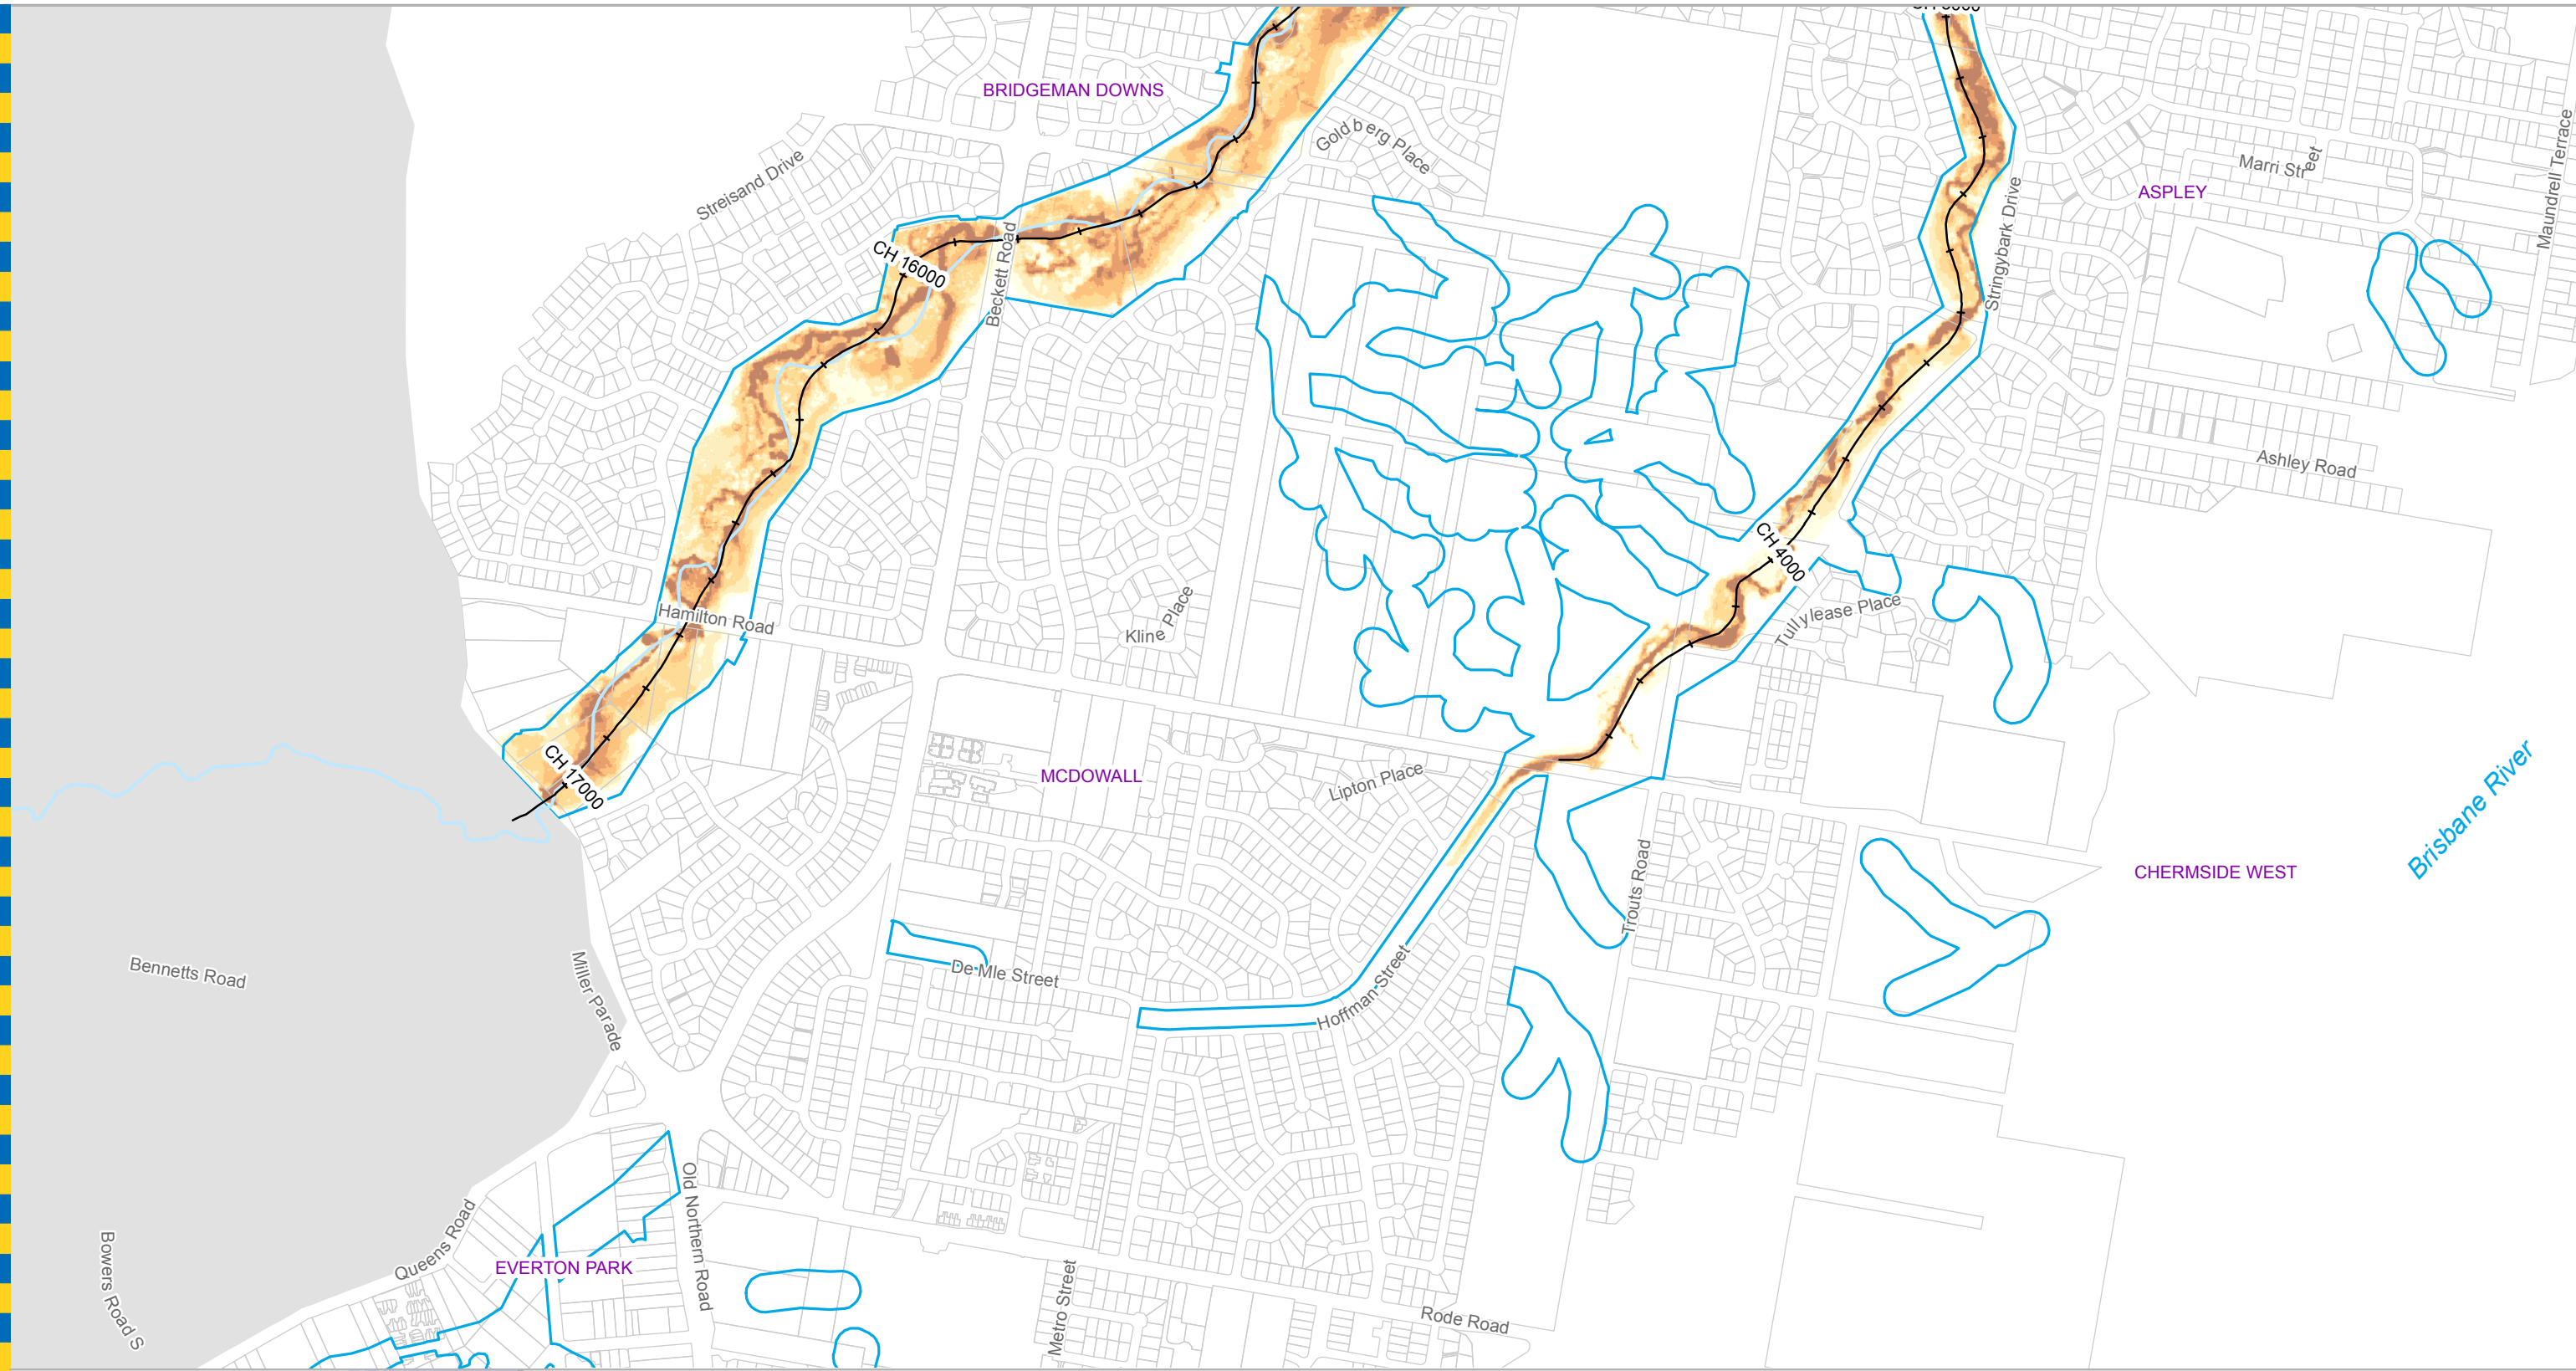 CH 5000
BRIDGEMAN DOWNS
Goldberg Place
Streisand Drive
Marri Street
Maundrell Terrace
ASPLEY
Stringybark Drive
CH 16000
Beckett Road
Ashley Road
CH 4000
Hamilton Road
Kline Place
Tullylease Place
CH 17000
MCDOWALL
Lipton Place
Brisbane River
CHERMSIDE WEST
Trouts Road
Bennetts Road
De Mle Street
Miller Parade
Hoffman Street
Old Northern Road
Queens Road
Bowers Road S
EVERTON PARK
Metro Street
Rode Road